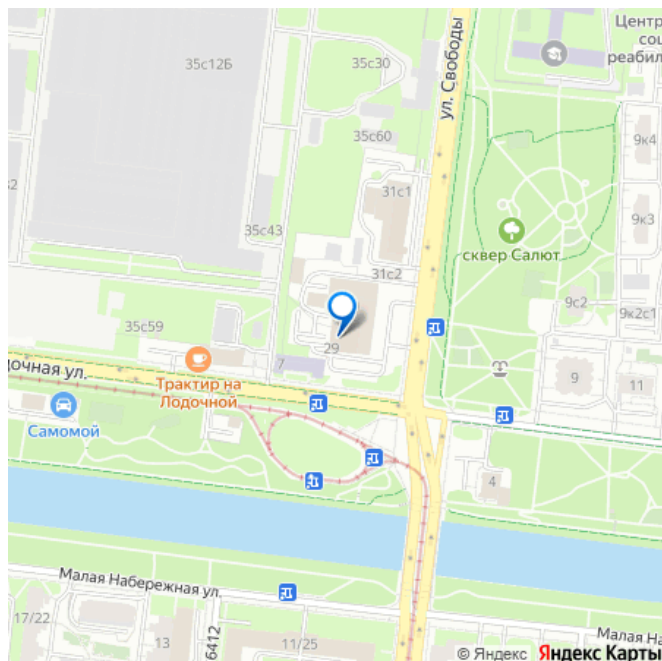 Центр
соц
реабил
35с12Б
35с30
ул. Свободы
35с60
9к4
31с1
9к3
35с43
сквер Салют
31с2
9с2
9к2с1
35с59
29
7
дочная ул.
Трактир на
Лодочной
9
11
Самомой
4
Малая Набережная ул.
17/22
13
6412
11/25
Малая На
© Яндекс Яндекс Карты